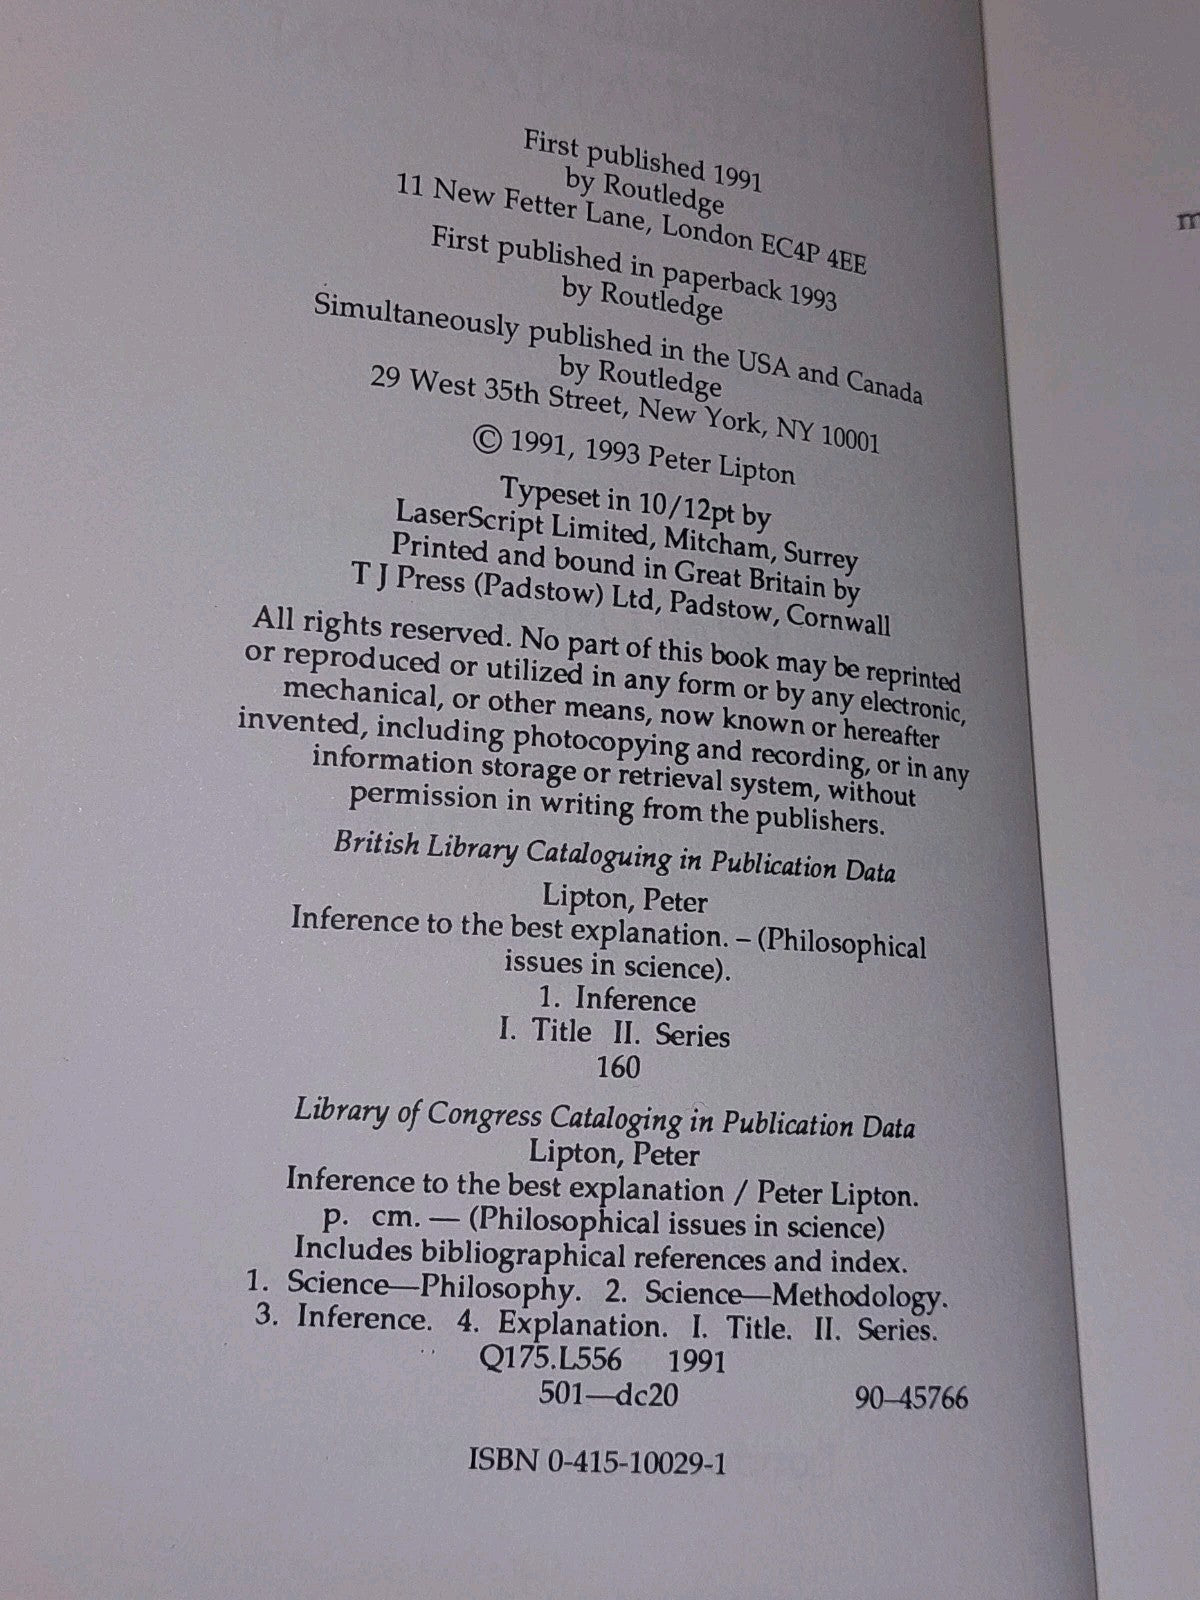 First published 1991
by Routledge
11 New Fetter Lane, London EC4P 4EE
First published in paperback 1993
by Routledge
Simultaneously published in the USA and Canada
by Routledge
29 West 35th Street, New York, NY 10001
© 1991, 1993 Peter Lipton
Typeset in 10/12pt by
LaserScript Limited, Mitcham, Surrey
Printed and bound in Great Britain by
T J Press (Padstow) Ltd, Padstow, Cornwall
All rights reserved. No part of this book may be reprinted
or reproduced or utilized in any form or by any electronic,
mechanical, or other means, now known or hereafter
invented, including photocopying and recording, or in any
information storage or retrieval system, without
permission in writing from the publishers.
British Library Cataloguing in Publication Data
Lipton, Peter
Inference to the best explanation. – (Philosophical
issues in science).
1. Inference
I. Title II. Series
160
Library of Congress Cataloging in Publication Data
Lipton, Peter
Inference to the best explanation / Peter Lipton.
p. cm. — (Philosophical issues in science)
Includes bibliographical references and index.
1. Science—Philosophy. 2. Science—Methodology.
3. Inference. 4. Explanation. I. Title. II. Series.
Q175.L556 1991
501—dc20 90–45766
ISBN 0-415-10029-1